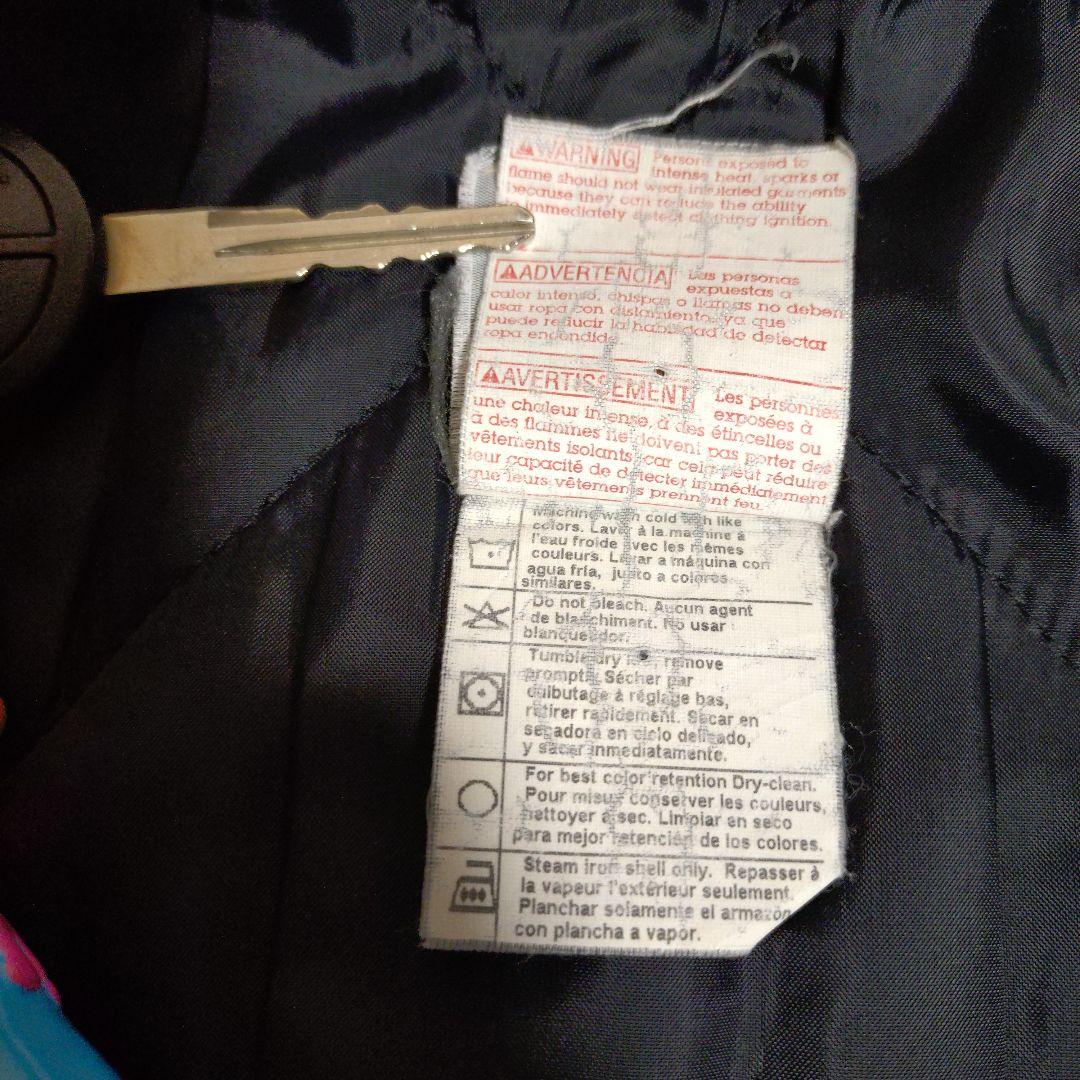 WARNING Persons exposed to
intense heat, sparks or
flame should not wear insulated garments
because they can reduce the ability
immediately detect clothing ignition.
ADVERTENCIA Las personas
expuestas a
calor intenso, chispas o llamas no deben
usar ropa con aislamiento, ya que
puede reducir la habilidad de detectar
ropa encendida
AVERTISSEMENT Les personnes
exposées à
une chaleur intense, à des étincelles ou
à des flammes ne doivent pas porter des
vêtements isolants, car cela peut réduire
leur capacité de détecter immédiatement
que leurs vêtements prennent feu.
Machine wash cold with like
colors. Laver à la machine à
l'eau froide avec les mêmes
couleurs. Lavar a máquina con
agua fría, junto a colores
similares.
Do not bleach. Aucun agent
de blanchiment. No usar
blanqueador.
Tumble dry low, remove
promptly. Sécher par
culbutage à réglage bas,
retirer rapidement. Secar en
secadora en ciclo delicado,
y sacar inmediatamente.
For best color retention Dry-clean.
Pour mieux conserver les couleurs,
nettoyer à sec. Limpiar en seco
para mejor retención de los colores.
Steam iron shell only. Repasser à
la vapeur l'extérieur seulement.
Planchar solamente el armazón
con plancha a vapor.